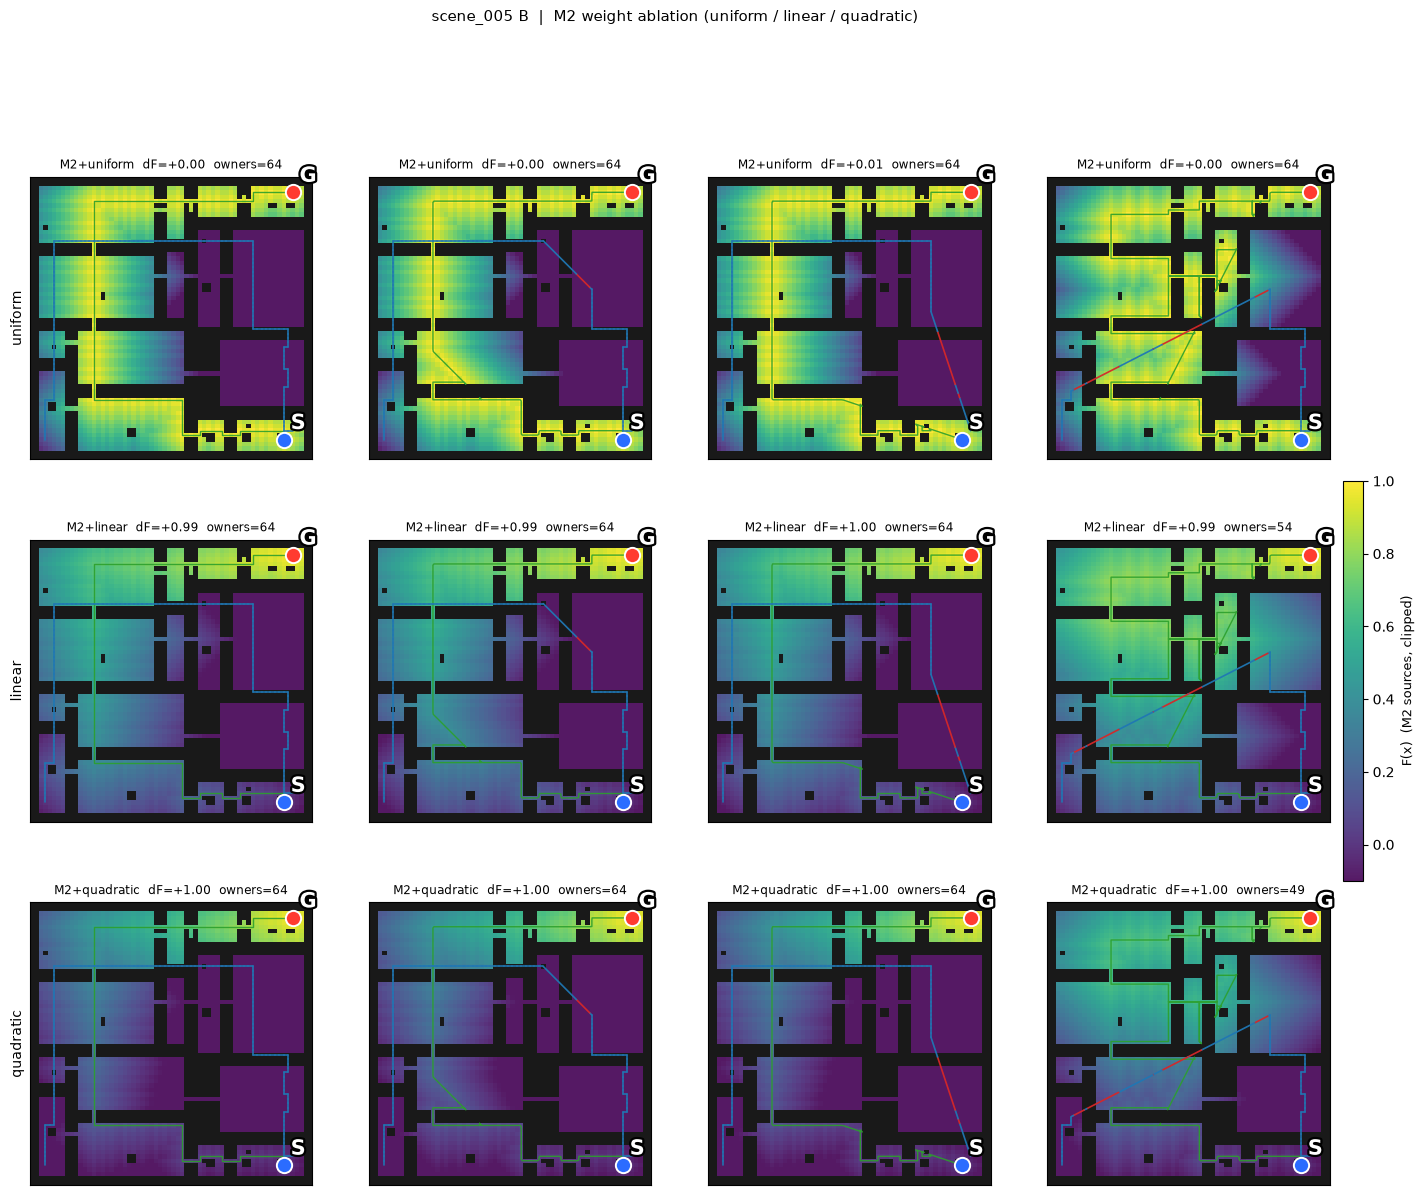 scene_005 B | M2 weight ablation (uniform / linear / quadratic)
M2+uniform dF=+0.00 owners=64
M2+uniform dF=+0.00 owners=64
M2+uniform dF=+0.01 owners=64
M2+uniform dF=+0.00 owners=64
G
G
G
G
uniform
S
S
S
S
M2+linear dF=+0.99 owners=64
M2+linear dF=+0.99 owners=64
M2+linear dF=+1.00 owners=64
M2+linear dF=+0.99 owners=54
G
G
G
G
linear
S
S
S
S
1.0
0.8
0.6
0.4
0.2
0.0
F(x) (M2 sources, clipped)
M2+quadratic dF=+1.00 owners=64
M2+quadratic dF=+1.00 owners=64
M2+quadratic dF=+1.00 owners=64
M2+quadratic dF=+1.00 owners=49
G
G
G
G
quadratic
S
S
S
S